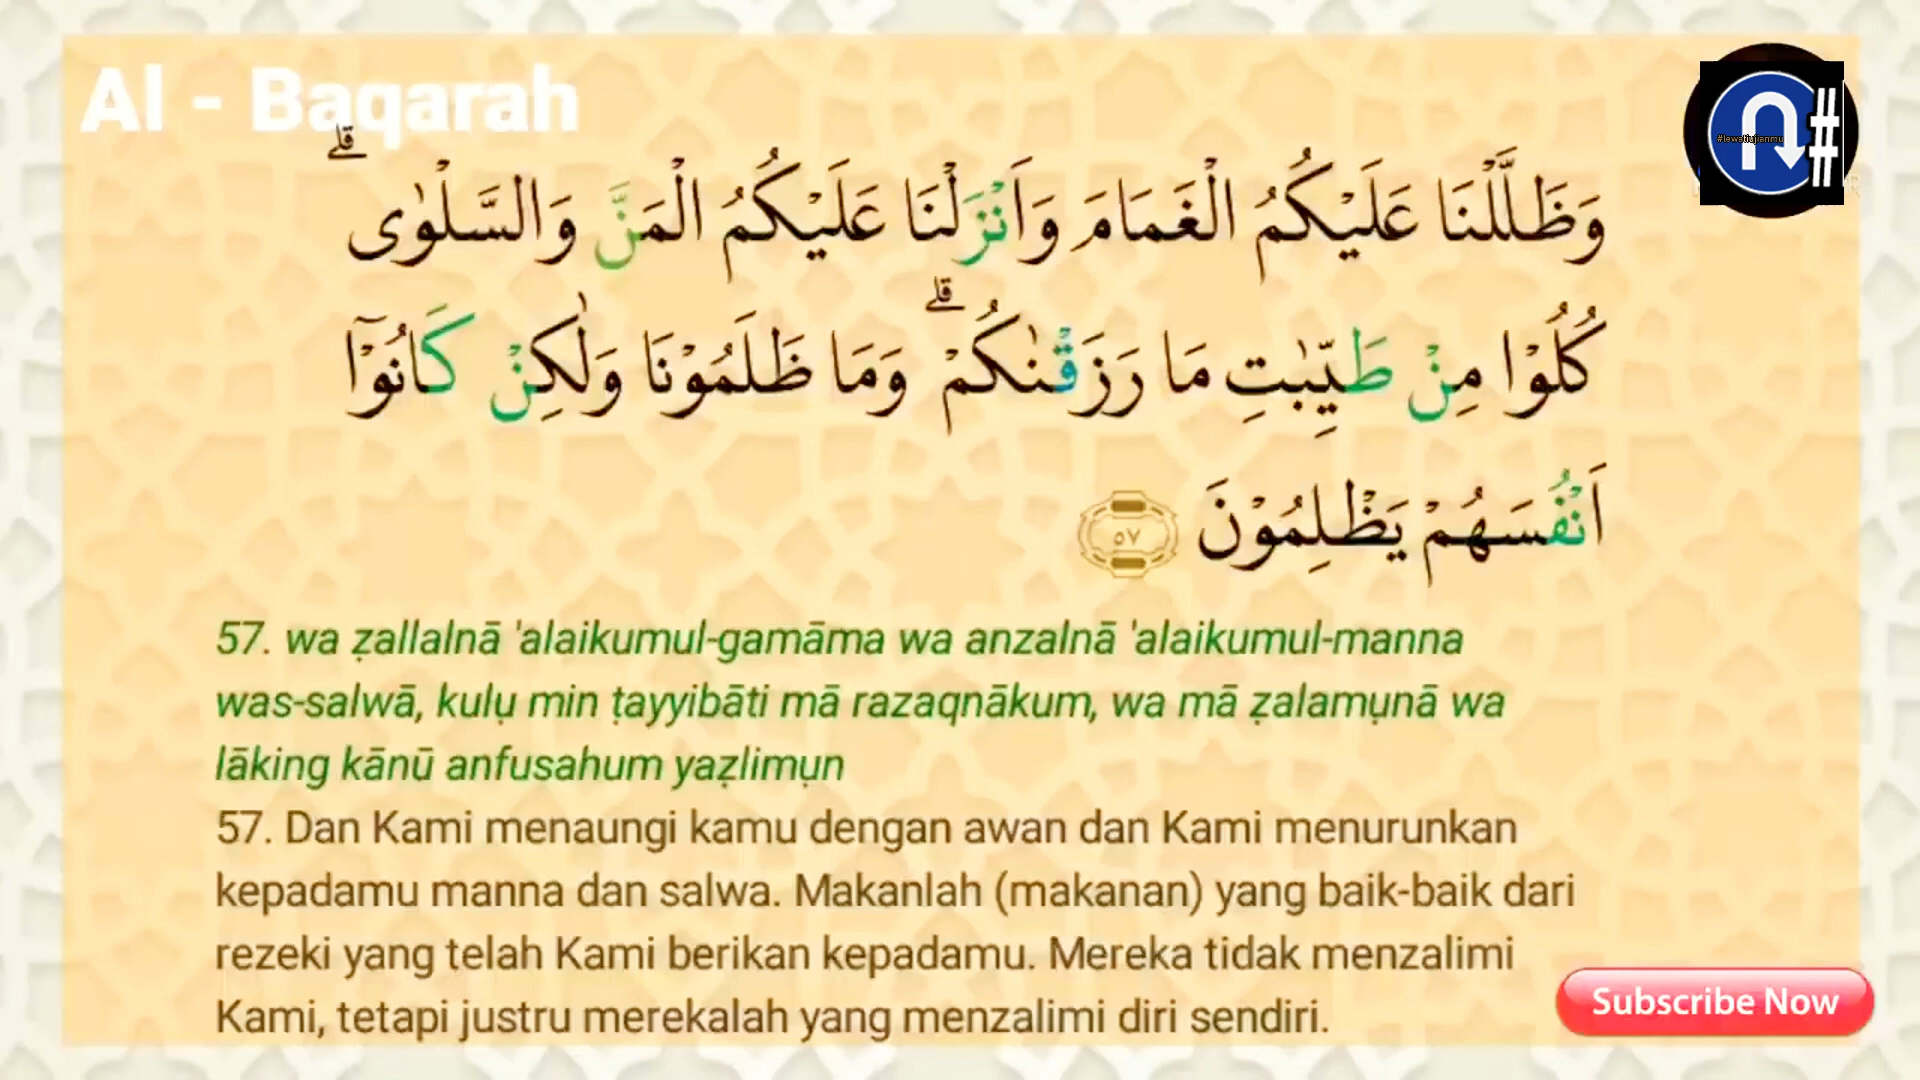 Al - Baqarah
#lewatiujianmu
#
وَظَلَّلْنَا عَلَيْكُمُ الْغَمَامَ وَاَنْزَلْنَا عَلَيْكُمُ الْمَنَّ وَالسَّلْوٰى ۗ
كُلُوْا مِنْ طَيِّبٰتِ مَا رَزَقْنٰكُمْ ۗ وَمَا ظَلَمُوْنَا وَلٰكِنْ كَانُوْٓا
اَنْفُسَهُمْ يَظْلِمُوْنَ ٥٧
57. wa ẓallalnā 'alaikumul-gamāma wa anzalnā 'alaikumul-manna
was-salwā, kulụ min ṭayyibāti mā razaqnākum, wa mā ẓalamụnā wa
lāking kānū anfusahum yaẓlimụn
57. Dan Kami menaungi kamu dengan awan dan Kami menurunkan
kepadamu manna dan salwa. Makanlah (makanan) yang baik-baik dari
rezeki yang telah Kami berikan kepadamu. Mereka tidak menzalimi
Kami, tetapi justru merekalah yang menzalimi diri sendiri.
Subscribe Now